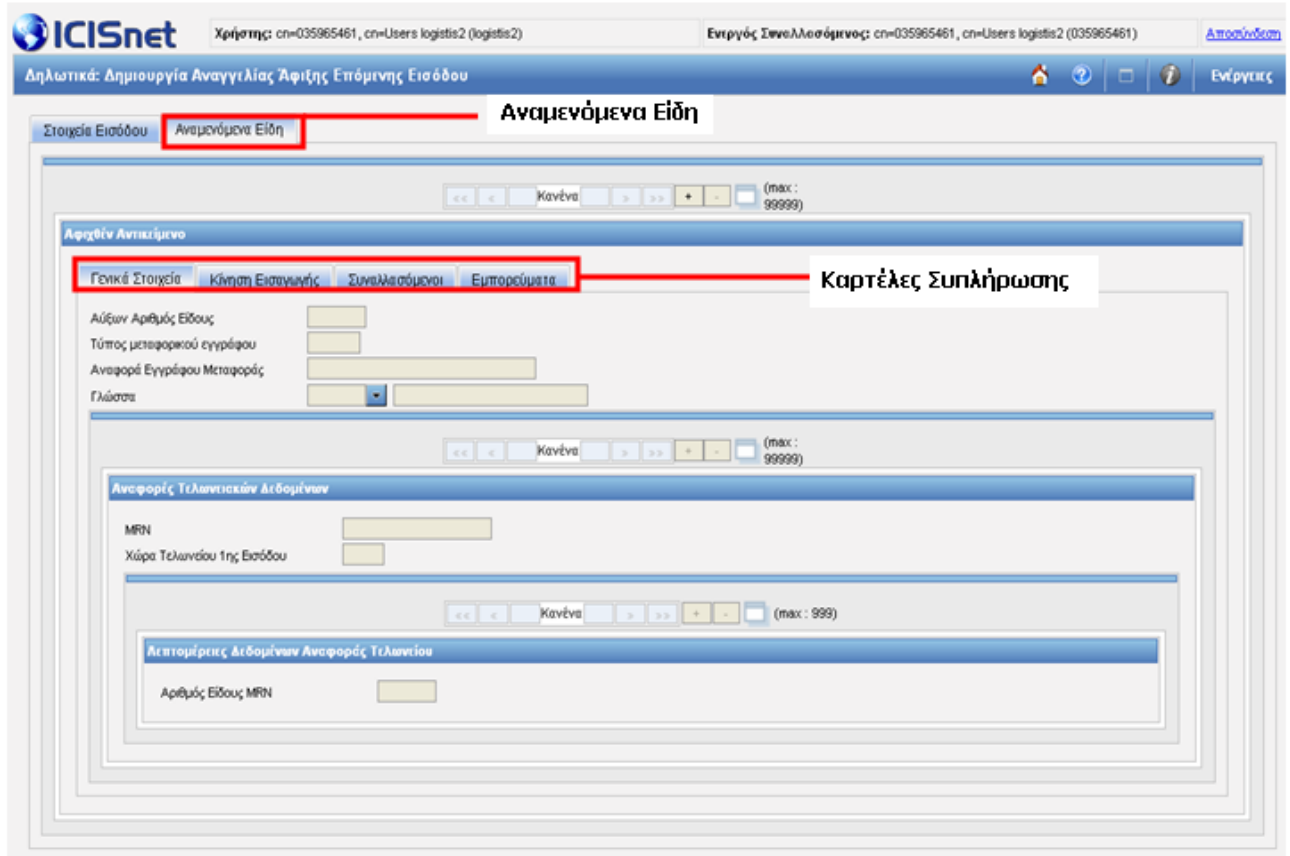 ICISnet
Χρήστης: cn=035965461, cn=Users logistis2 (logistis2)
Ενεργός Συναλλασόμενος: cn=035965461, cn=Users logistis2 (035965461)
Αποσύνδεση
Δηλωτικά: Δημιουργία Αναγγελίας Άφιξης Επόμενης Εισόδου
Ενέργειες
Στοιχεία Εισόδου
Αναμενόμενα Είδη
Αναμενόμενα Είδη
<< < Κανένα > >> + - (max : 99999)
Αφιχθέν Αντικείμενο
Γενικά Στοιχεία
Κίνηση Εισαγωγής
Συναλλασόμενοι
Εμπορεύματα
Καρτέλες Συπλήρωσης
Αύξων Αριθμός Είδους
Τύπος μεταφορικού εγγράφου
Αναφορά Εγγράφου Μεταφοράς
Γλώσσα
<< < Κανένα > >> + - (max : 99999)
Αναφορές Τελωνειακών Δεδομένων
MRN
Χώρα Τελωνείου 1ης Εισόδου
<< < Κανένα > >> + - (max : 999)
Λεπτομέρειες Δεδομένων Αναφοράς Τελωνείου
Αριθμός Είδους MRN